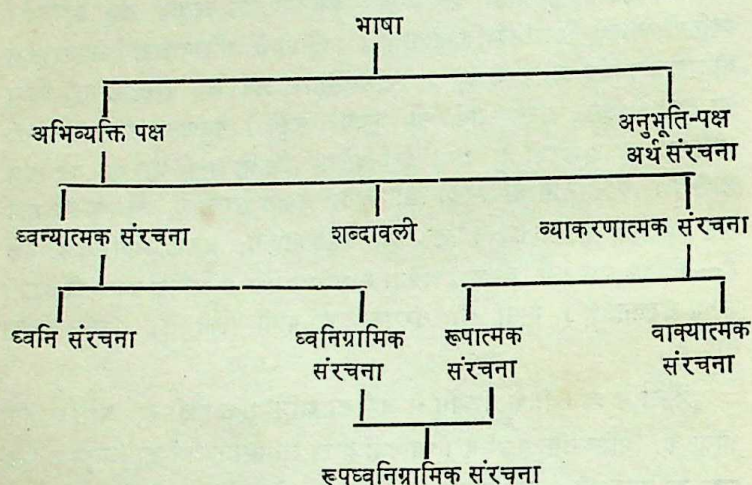 भाषा
अभिव्यक्ति पक्ष
अनुभूति-पक्ष
अर्थ संरचना
ध्वन्यात्मक संरचना
शब्दावली
व्याकरणात्मक संरचना
ध्वनि संरचना
ध्वनिग्रामिक
संरचना
रूपात्मक
संरचना
वाक्यात्मक
संरचना
रूपध्वनिग्रामिक संरचना